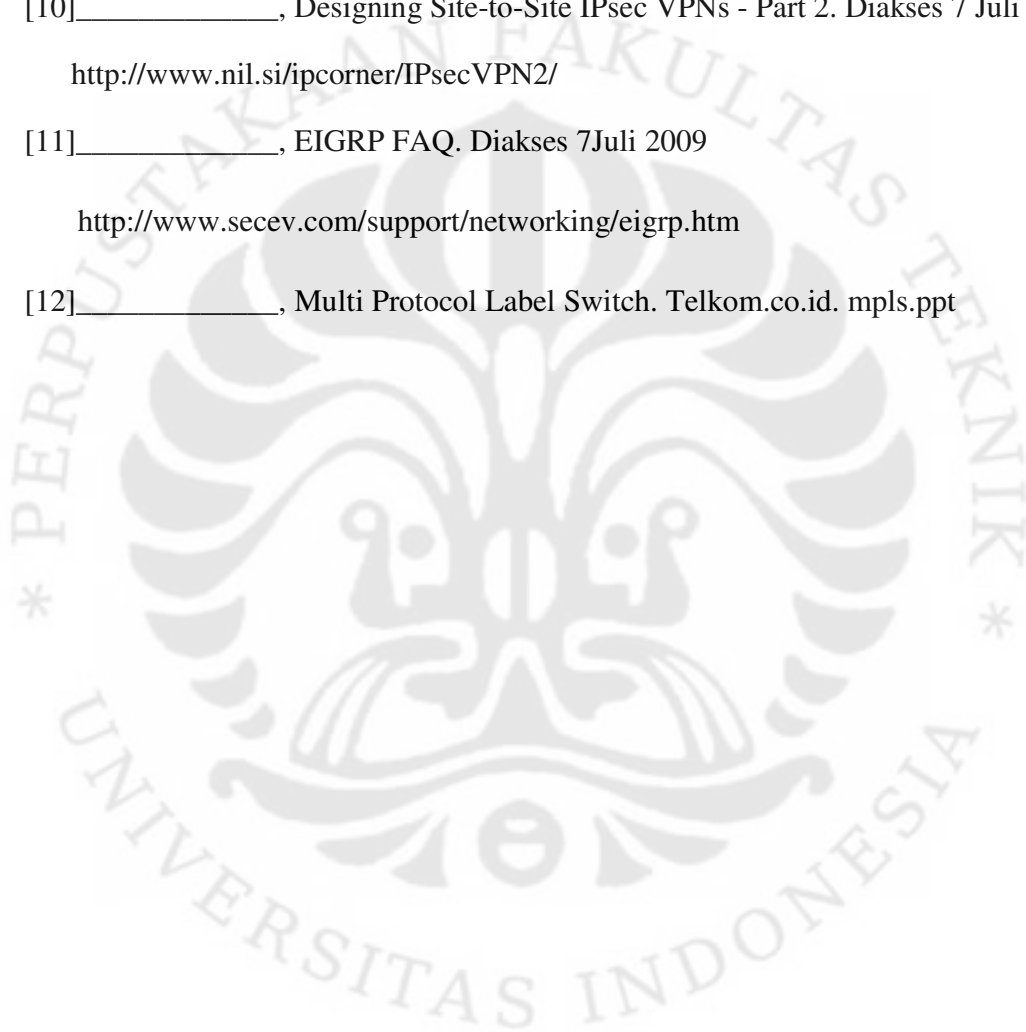 [10]_____________, Designing Site-to-Site IPsec VPNs - Part 2. Diakses 7 Juli
http://www.nil.si/ipcorner/IPsecVPN2/
[11]_____________, EIGRP FAQ. Diakses 7Juli 2009
http://www.secev.com/support/networking/eigrp.htm
[12]_____________, Multi Protocol Label Switch. Telkom.co.id. mpls.ppt
* PERPUSTAKAAN FAKULTAS TEKNIK *
UNIVERSITAS INDONESIA